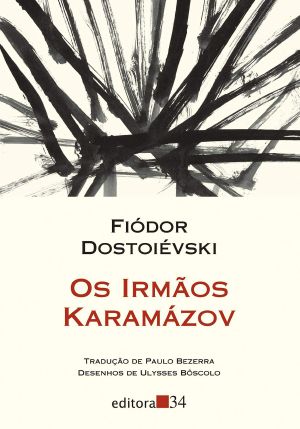 Fiódor
Dostoiévski
Os Irmãos
Karamázov
Tradução de Paulo Bezerra
Desenhos de Ulysses Bôscolo
editora 34